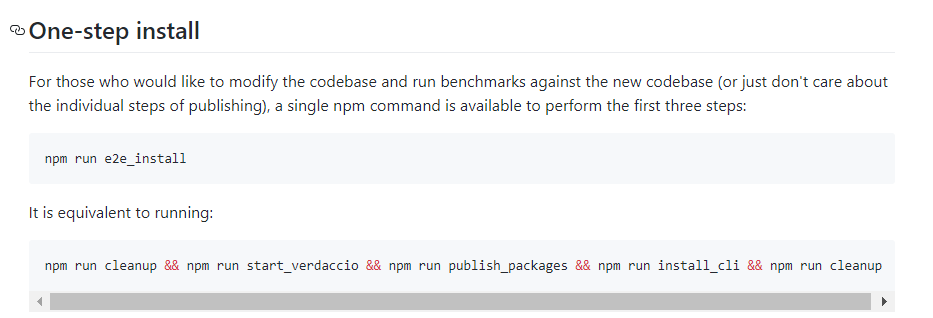 One-step install
For those who would like to modify the codebase and run benchmarks against the new codebase (or just don't care about
the individual steps of publishing), a single npm command is available to perform the first three steps:
npm run e2e_install
It is equivalent to running:
npm run cleanup && npm run start_verdaccio && npm run publish_packages && npm run install_cli && npm run cleanup